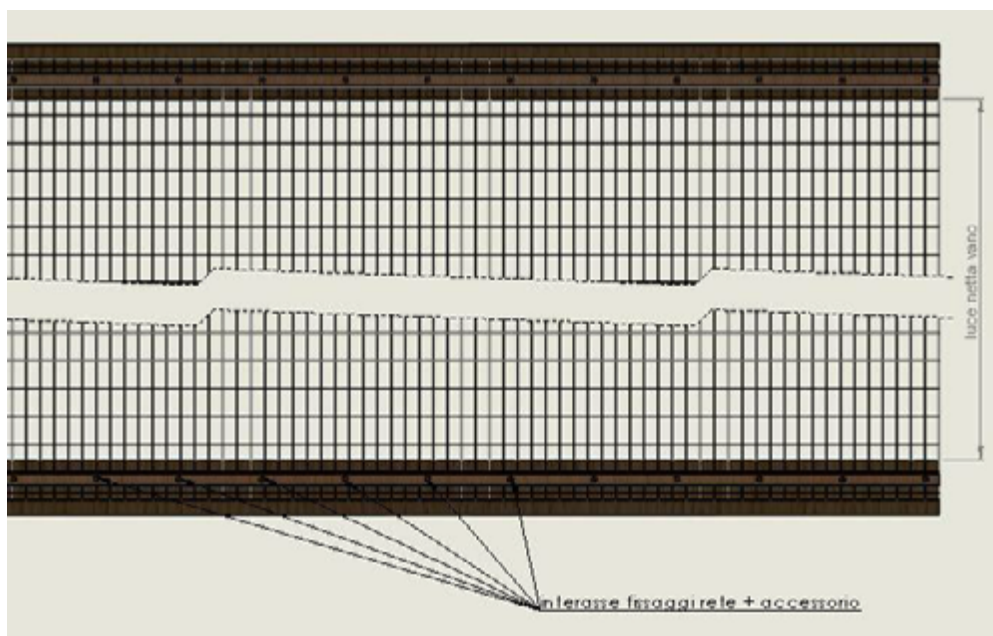 luce netta vano
interasse fissaggi rete + accessorio